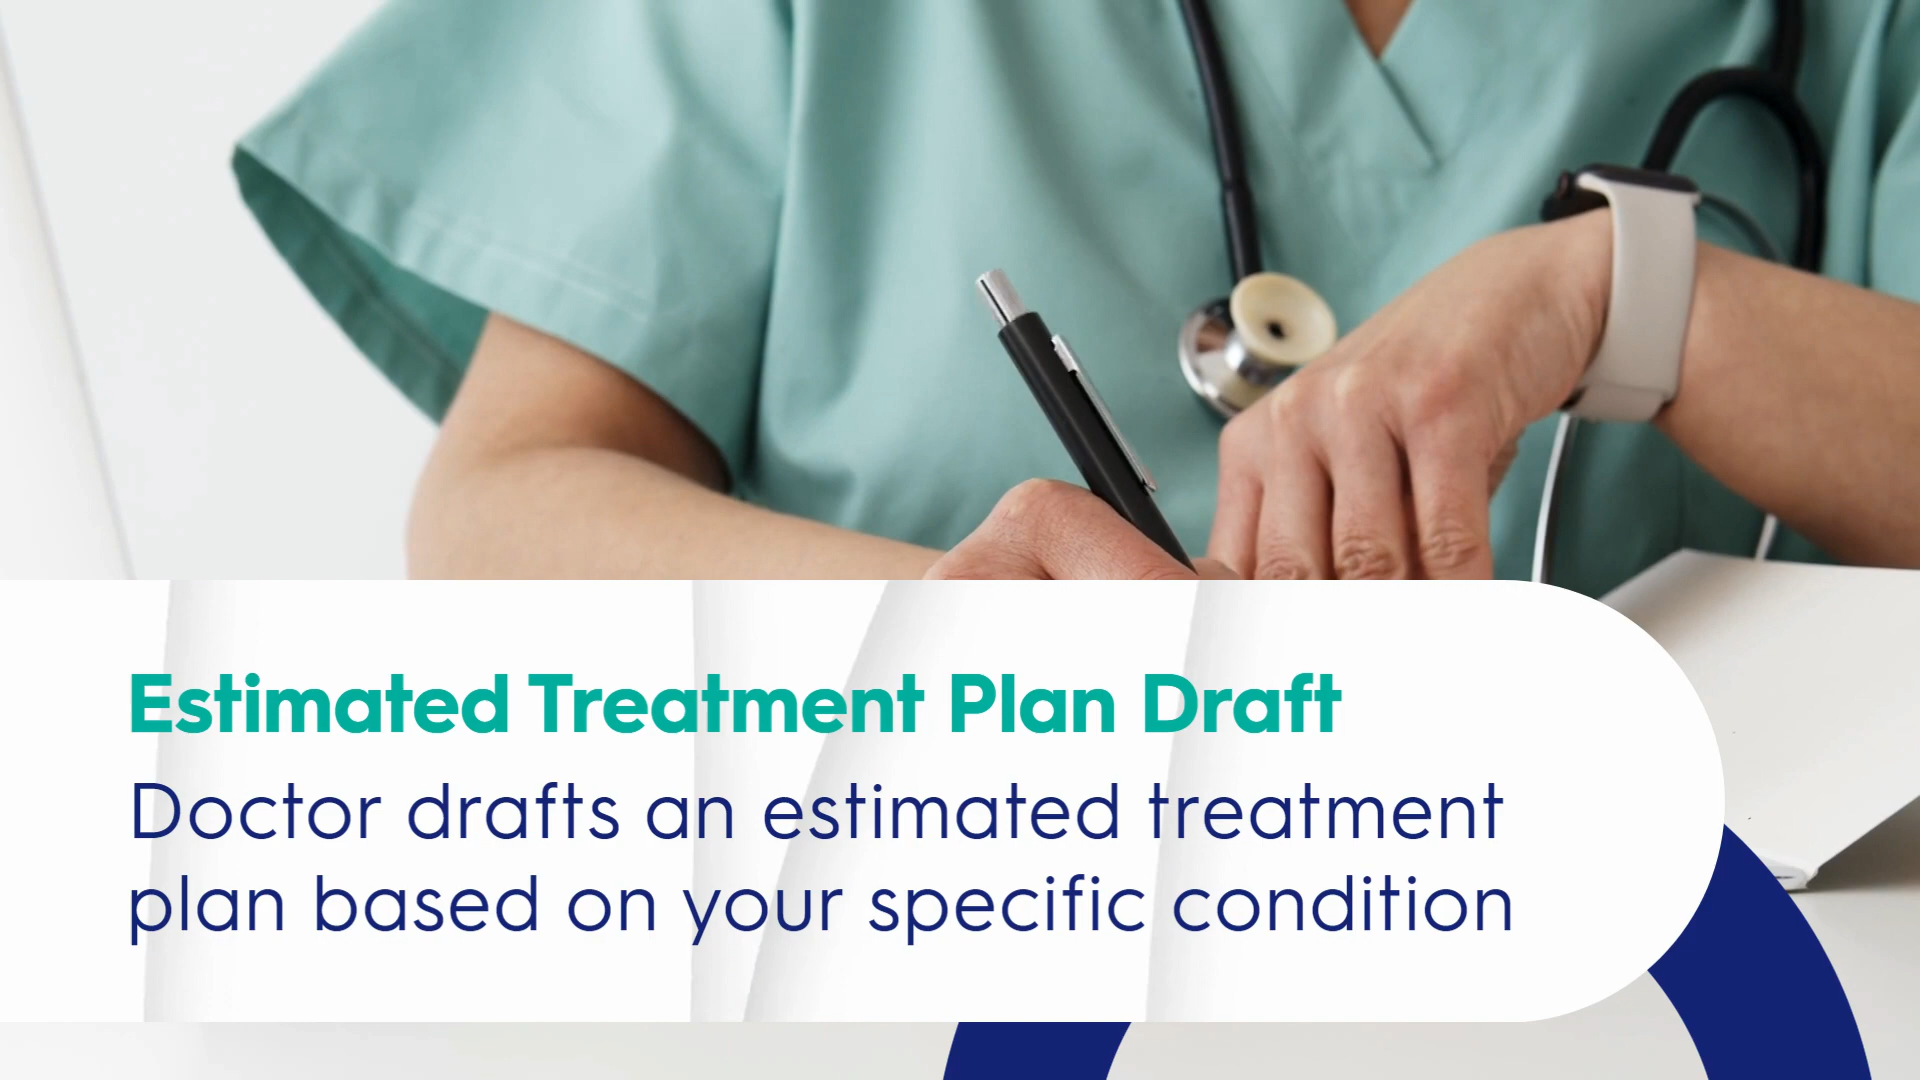 Estimated Treatment Plan Draft
Doctor drafts an estimated treatment
plan based on your specific condition